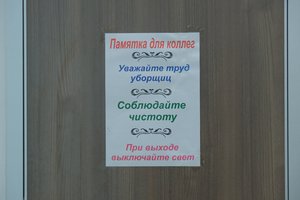 Памятка для коллег
Уважайте труд
уборщиц
Соблюдайте
чистоту
При выходе
выключайте свет